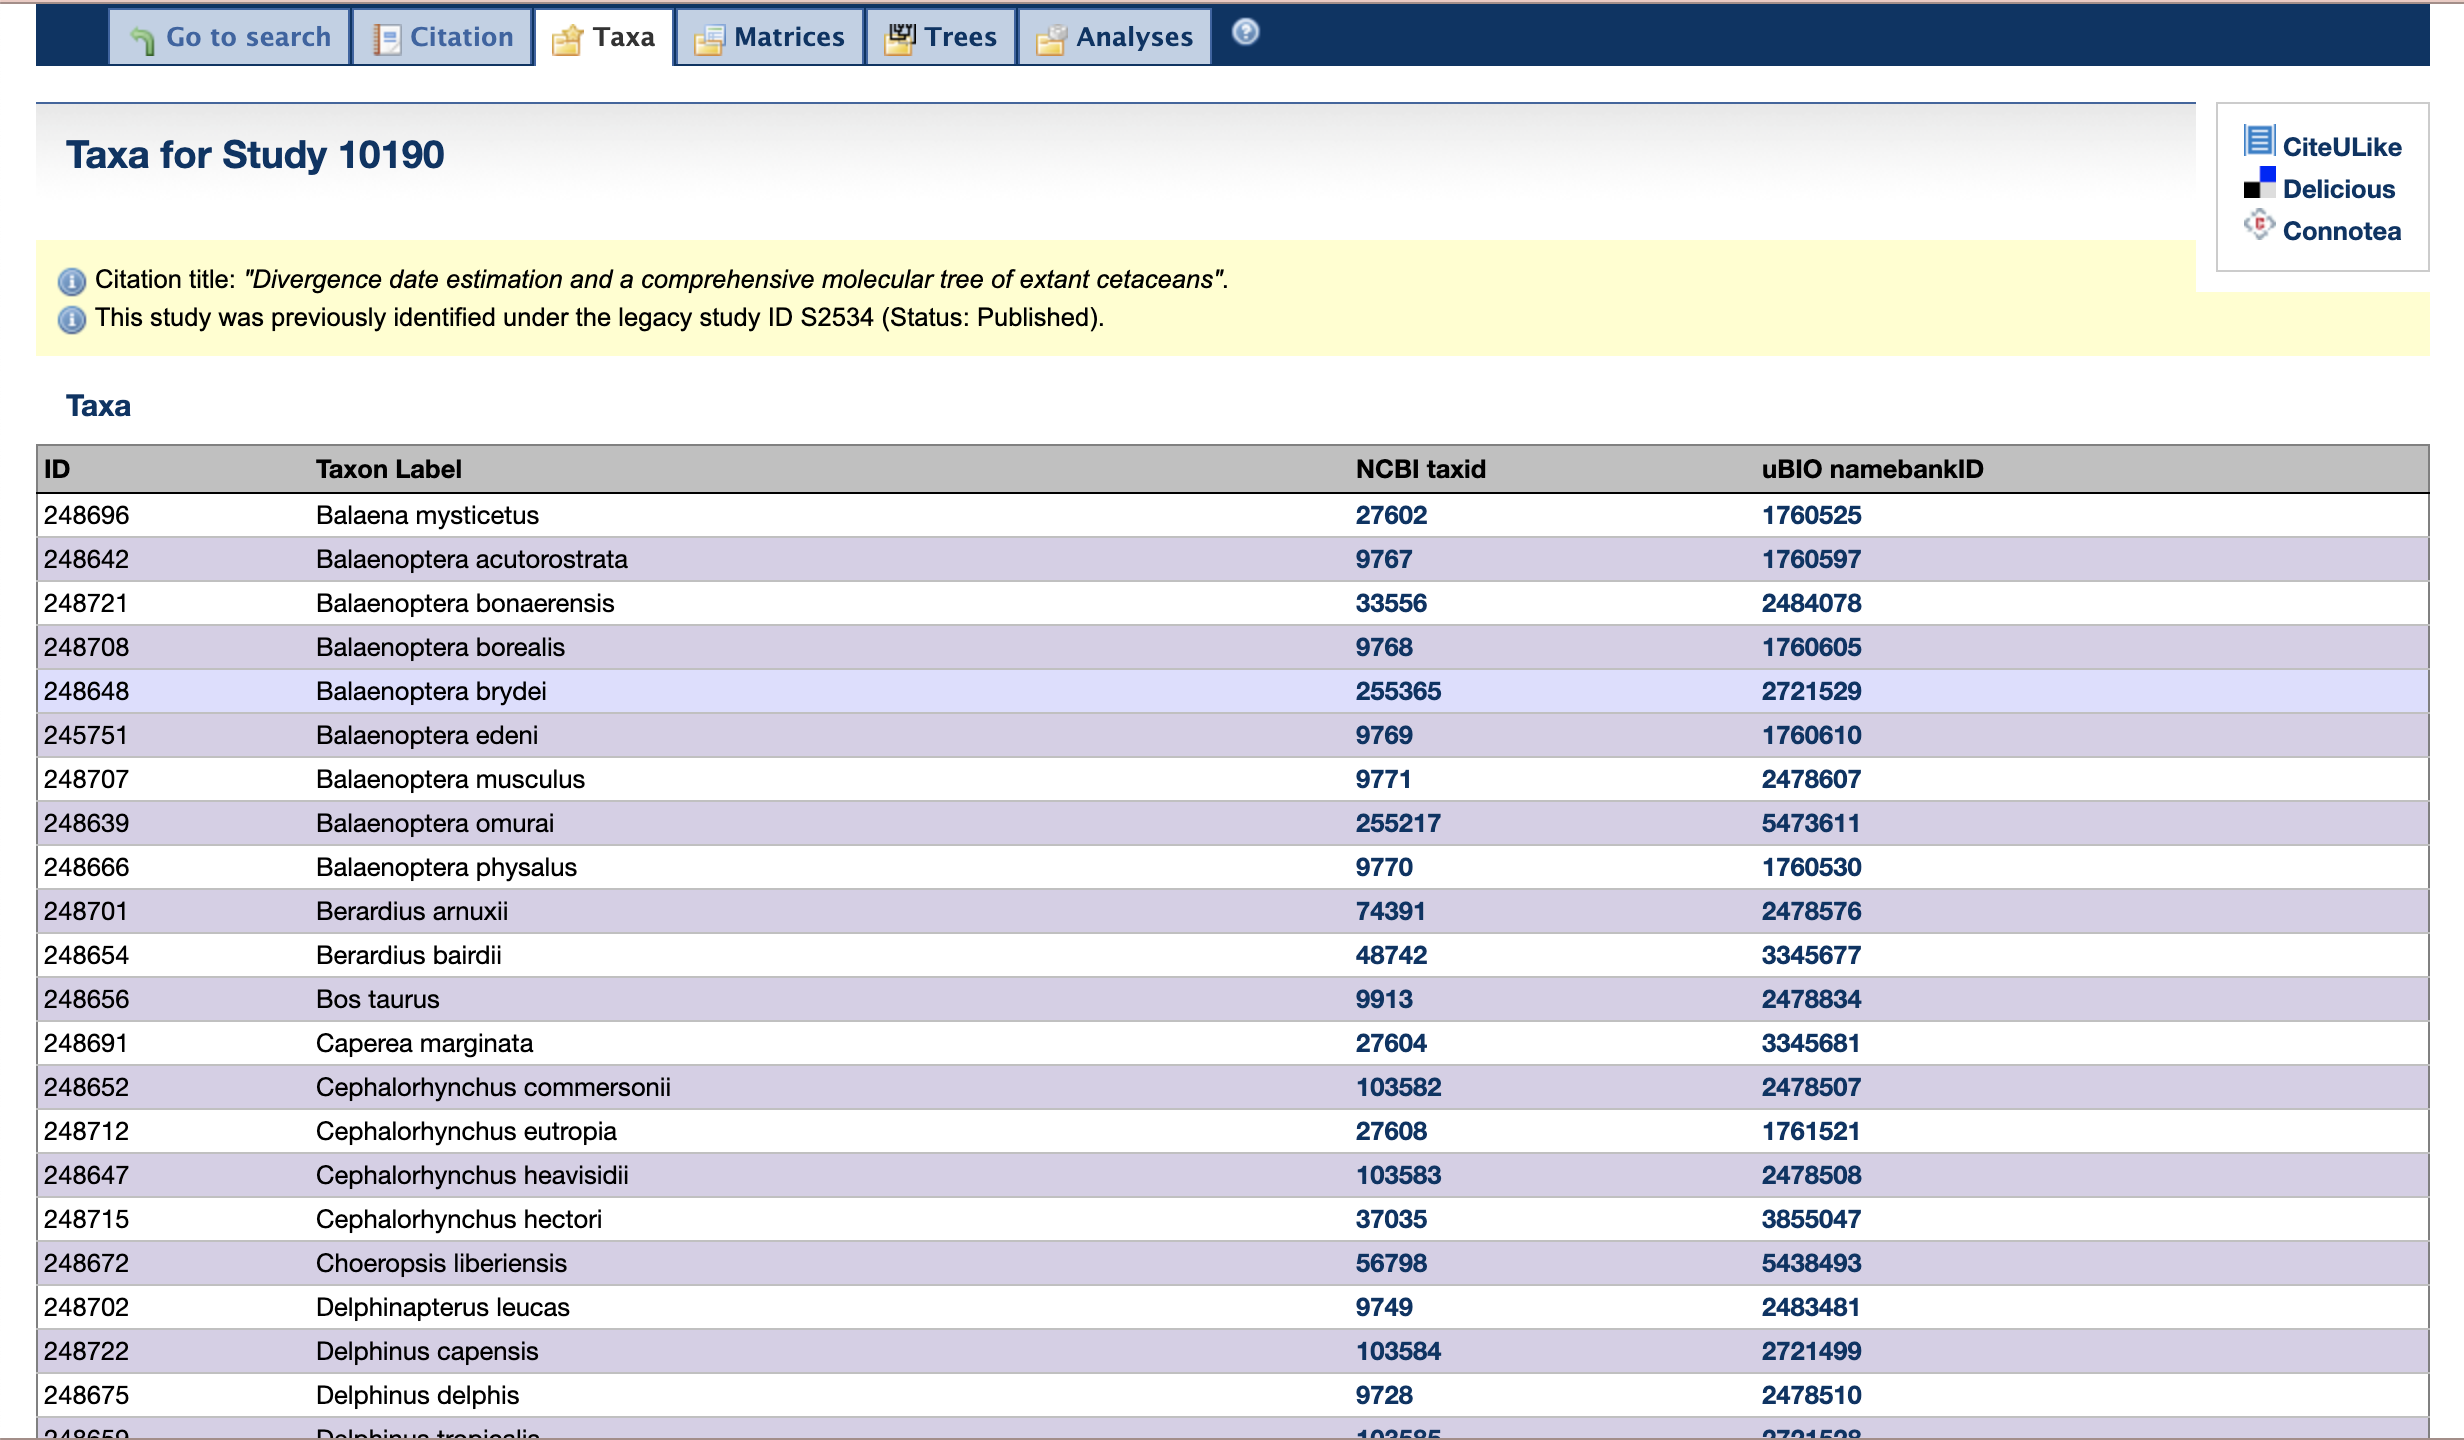 Go to search Citation Taxa Matrices Trees Analyses
Taxa for Study 10190
CiteULike
Delicious
Connotea
Citation title: "Divergence date estimation and a comprehensive molecular tree of extant cetaceans".
This study was previously identified under the legacy study ID S2534 (Status: Published).
Taxa
ID Taxon Label NCBI taxid uBIO namebankID
248696 Balaena mysticetus 27602 1760525
248642 Balaenoptera acutorostrata 9767 1760597
248721 Balaenoptera bonaerensis 33556 2484078
248708 Balaenoptera borealis 9768 1760605
248648 Balaenoptera brydei 255365 2721529
245751 Balaenoptera edeni 9769 1760610
248707 Balaenoptera musculus 9771 2478607
248639 Balaenoptera omurai 255217 5473611
248666 Balaenoptera physalus 9770 1760530
248701 Berardius arnuxii 74391 2478576
248654 Berardius bairdii 48742 3345677
248656 Bos taurus 9913 2478834
248691 Caperea marginata 27604 3345681
248652 Cephalorhynchus commersonii 103582 2478507
248712 Cephalorhynchus eutropia 27608 1761521
248647 Cephalorhynchus heavisidii 103583 2478508
248715 Cephalorhynchus hectori 37035 3855047
248672 Choeropsis liberiensis 56798 5438493
248702 Delphinapterus leucas 9749 2483481
248722 Delphinus capensis 103584 2721499
248675 Delphinus delphis 9728 2478510
248659 Delphinus tropicalis 103585 2721528